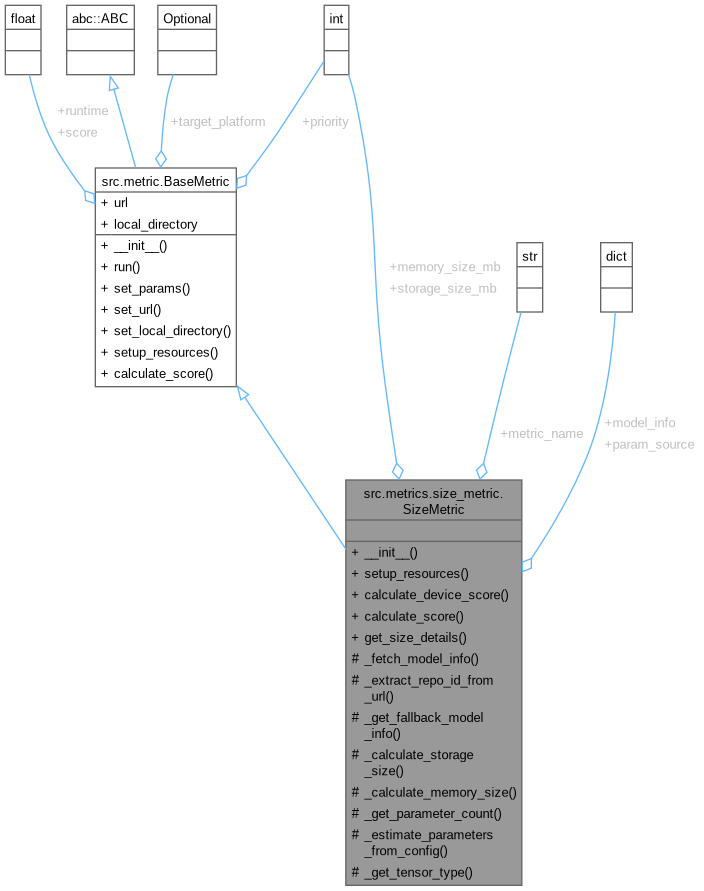 float
abc::ABC
Optional
int
+runtime
+score
+target_platform
+priority
src.metric.BaseMetric
+ url
+ local_directory
+ __init__()
+ run()
+ set_params()
+ set_url()
+ set_local_directory()
+ setup_resources()
+ calculate_score()
str
dict
+memory_size_mb
+storage_size_mb
+metric_name
+model_info
+param_source
src.metrics.size_metric.
SizeMetric
+ __init__()
+ setup_resources()
+ calculate_device_score()
+ calculate_score()
+ get_size_details()
# _fetch_model_info()
# _extract_repo_id_from
_url()
# _get_fallback_model
_info()
# _calculate_storage
_size()
# _calculate_memory_size()
# _get_parameter_count()
# _estimate_parameters
_from_config()
# _get_tensor_type()